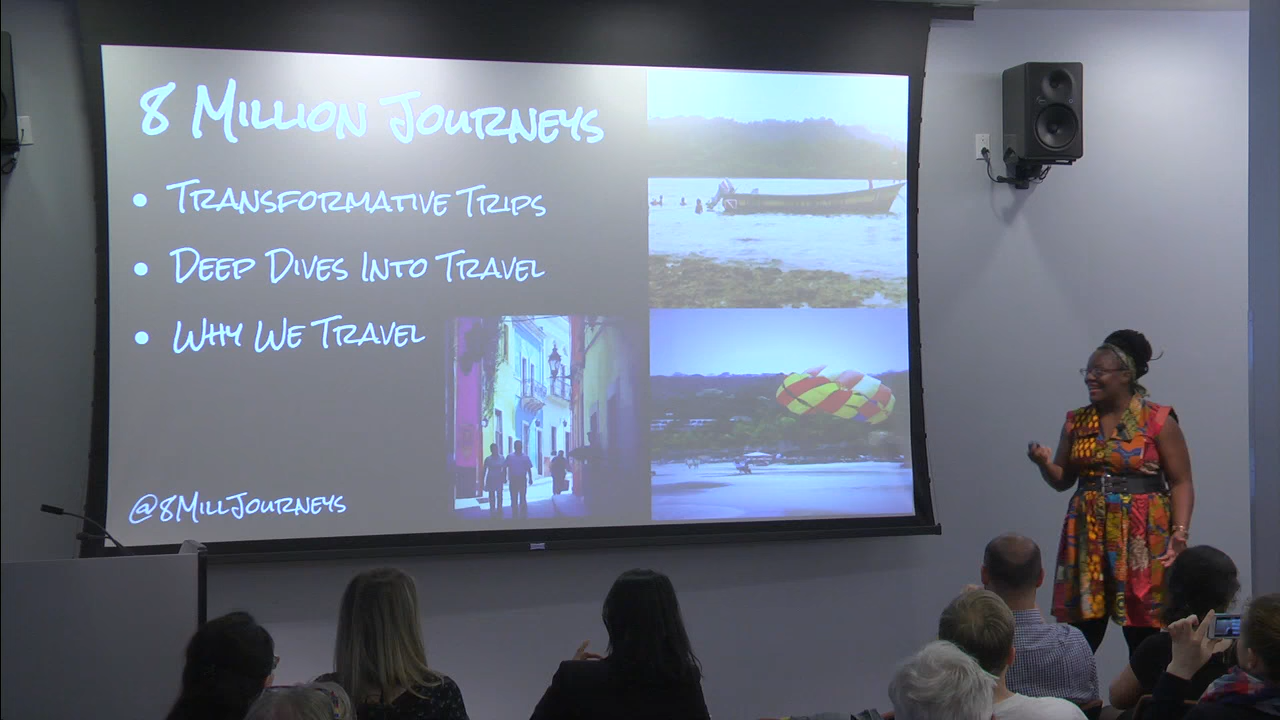 8 Million Journeys
• Transformative Trips
• Deep Dives Into Travel
• Why We Travel
@8MillJourneys